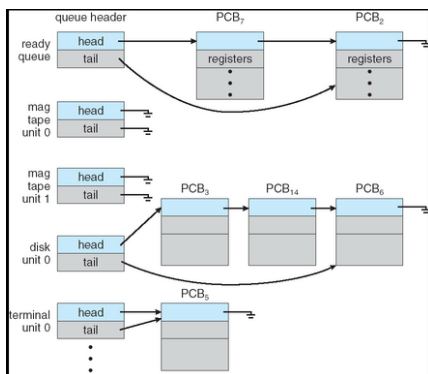 queue header PCB₇ PCB₂
ready queue
head
tail
registers
registers
mag tape unit 0
head
tail
mag tape unit 1
head
tail
PCB₃ PCB₁₄ PCB₆
disk unit 0
head
tail
terminal unit 0
head
tail
PCB₅